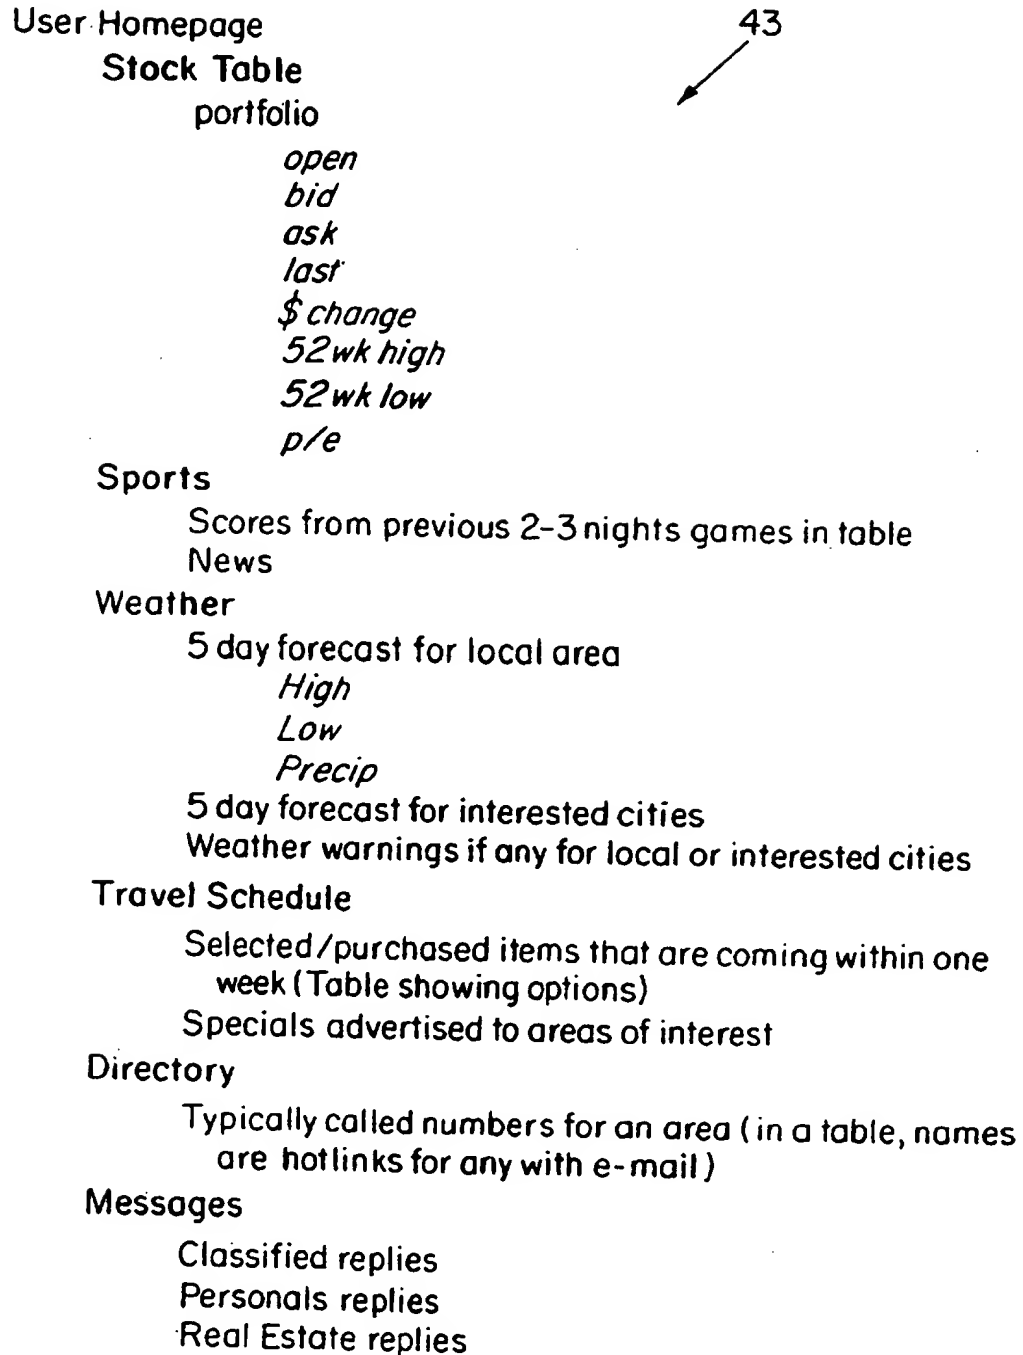 User Homepage
43
Stock Table
portfolio
open
bid
ask
last
$ change
52 wk high
52 wk low
p/e
Sports
Scores from previous 2-3 nights games in table
News
Weather
5 day forecast for local area
High
Low
Precip
5 day forecast for interested cities
Weather warnings if any for local or interested cities
Travel Schedule
Selected/purchased items that are coming within one
week (Table showing options)
Specials advertised to areas of interest
Directory
Typically called numbers for an area (in a table, names
are hotlinks for any with e-mail)
Messages
Classified replies
Personals replies
Real Estate replies